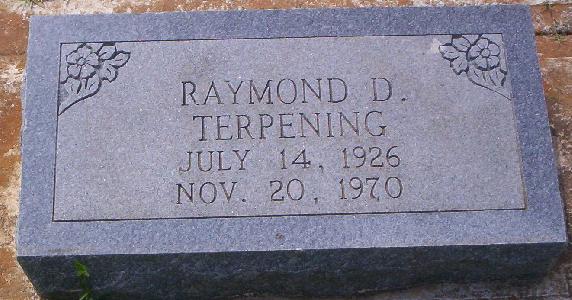 RAYMOND D.
TERPENING
JULY 14, 1926
NOV. 20, 1970